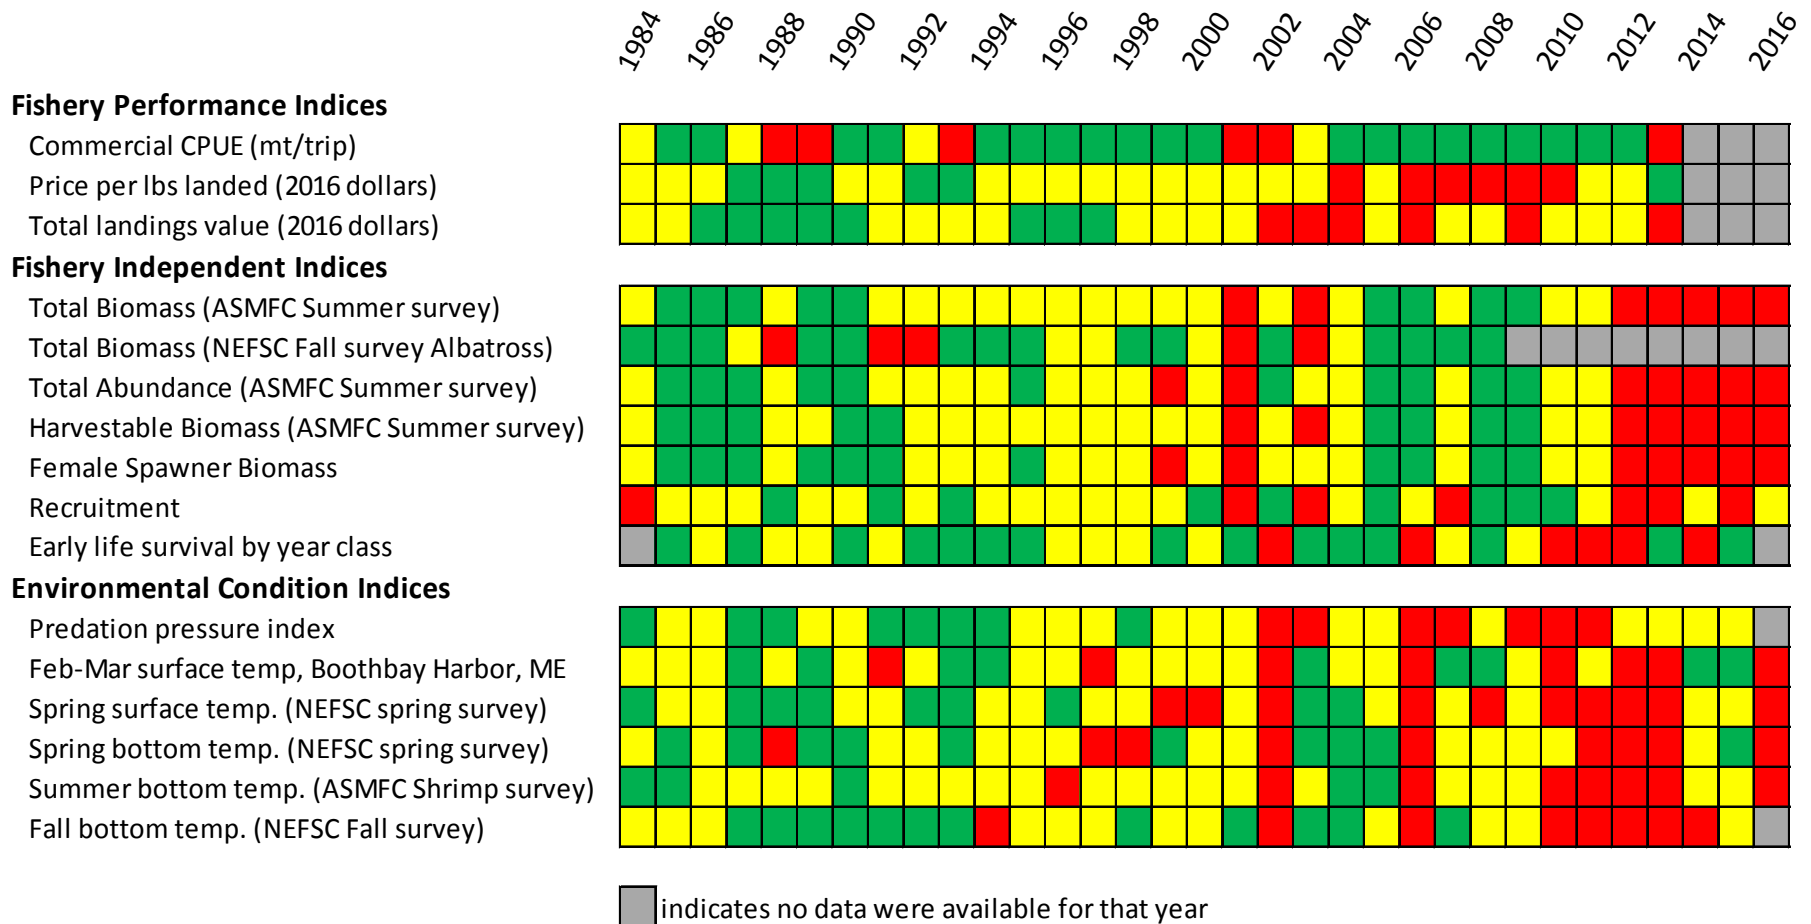 1984 1986 1988 1990 1992 1994 1996 1998 2000 2002 2004 2006 2008 2010 2012 2014 2016
Fishery Performance Indices
Commercial CPUE (mt/trip)
Price per lbs landed (2016 dollars)
Total landings value (2016 dollars)
Fishery Independent Indices
Total Biomass (ASMFC Summer survey)
Total Biomass (NEFSC Fall survey Albatross)
Total Abundance (ASMFC Summer survey)
Harvestable Biomass (ASMFC Summer survey)
Female Spawner Biomass
Recruitment
Early life survival by year class
Environmental Condition Indices
Predation pressure index
Feb-Mar surface temp, Boothbay Harbor, ME
Spring surface temp. (NEFSC spring survey)
Spring bottom temp. (NEFSC spring survey)
Summer bottom temp. (ASMFC Shrimp survey)
Fall bottom temp. (NEFSC Fall survey)
indicates no data were available for that year